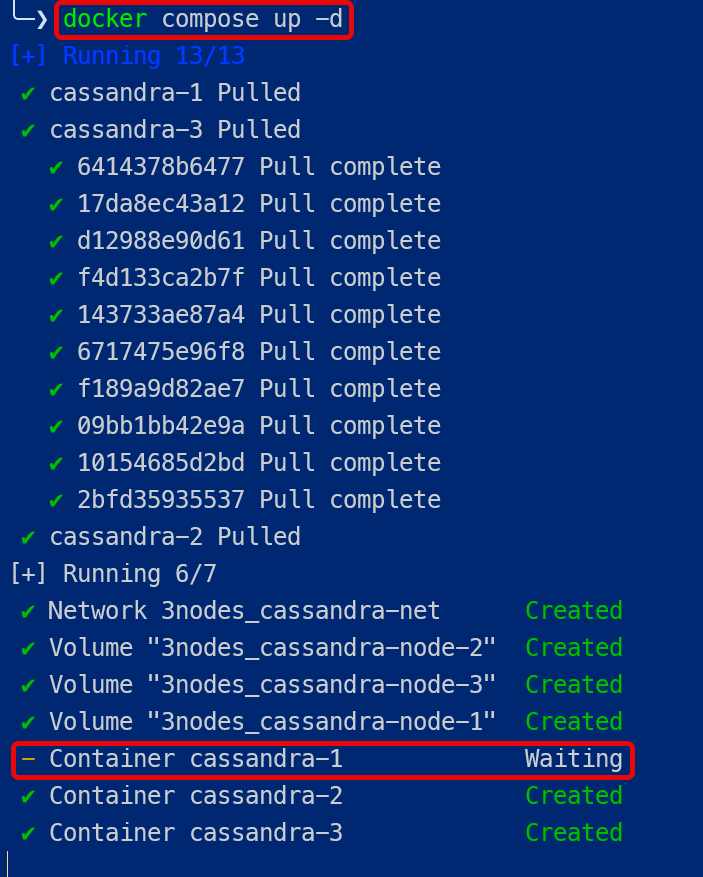 ╰─❯ docker compose up -d
[+] Running 13/13
✔ cassandra-1 Pulled
✔ cassandra-3 Pulled
✔ 6414378b6477 Pull complete
✔ 17da8ec43a12 Pull complete
✔ d12988e90d61 Pull complete
✔ f4d133ca2b7f Pull complete
✔ 143733ae87a4 Pull complete
✔ 6717475e96f8 Pull complete
✔ f189a9d82ae7 Pull complete
✔ 09bb1bb42e9a Pull complete
✔ 10154685d2bd Pull complete
✔ 2bfd35935537 Pull complete
✔ cassandra-2 Pulled
[+] Running 6/7
✔ Network 3nodes_cassandra-net Created
✔ Volume "3nodes_cassandra-node-2" Created
✔ Volume "3nodes_cassandra-node-3" Created
✔ Volume "3nodes_cassandra-node-1" Created
- Container cassandra-1 Waiting
✔ Container cassandra-2 Created
✔ Container cassandra-3 Created